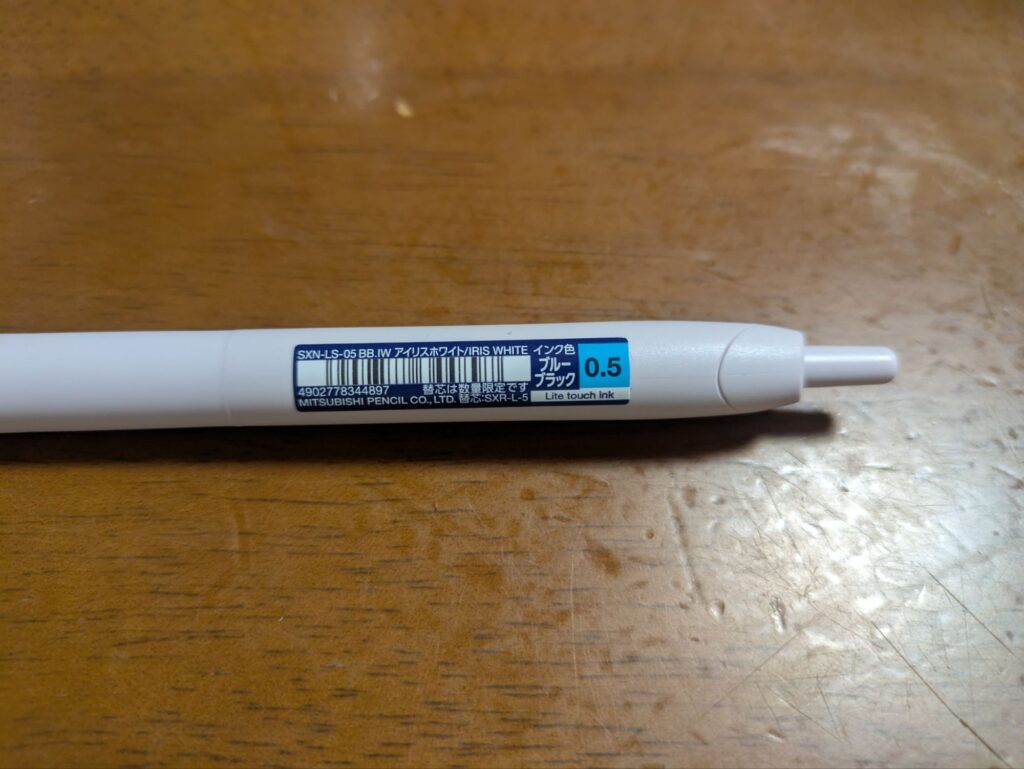 SXN-LS-05 BB.IW アイリスホワイト/IRIS WHITE
4902778344897 替芯は数量限定です
MITSUBISHI PENCIL CO., LTD. 替芯:SXR-L-5
インク色
ブルー
ブラック
0.5
Lite touch ink